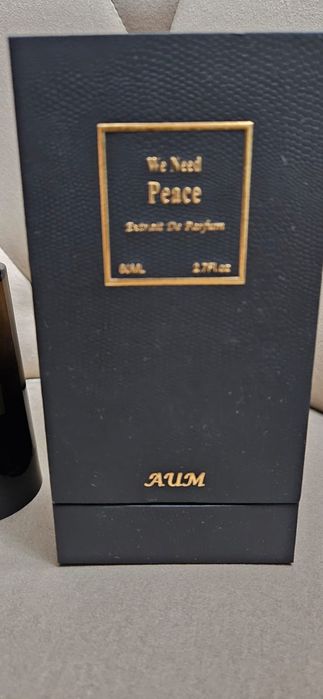 We Need
Peace
Extrait De Parfum
80ML 2.7Fl oz
AUM